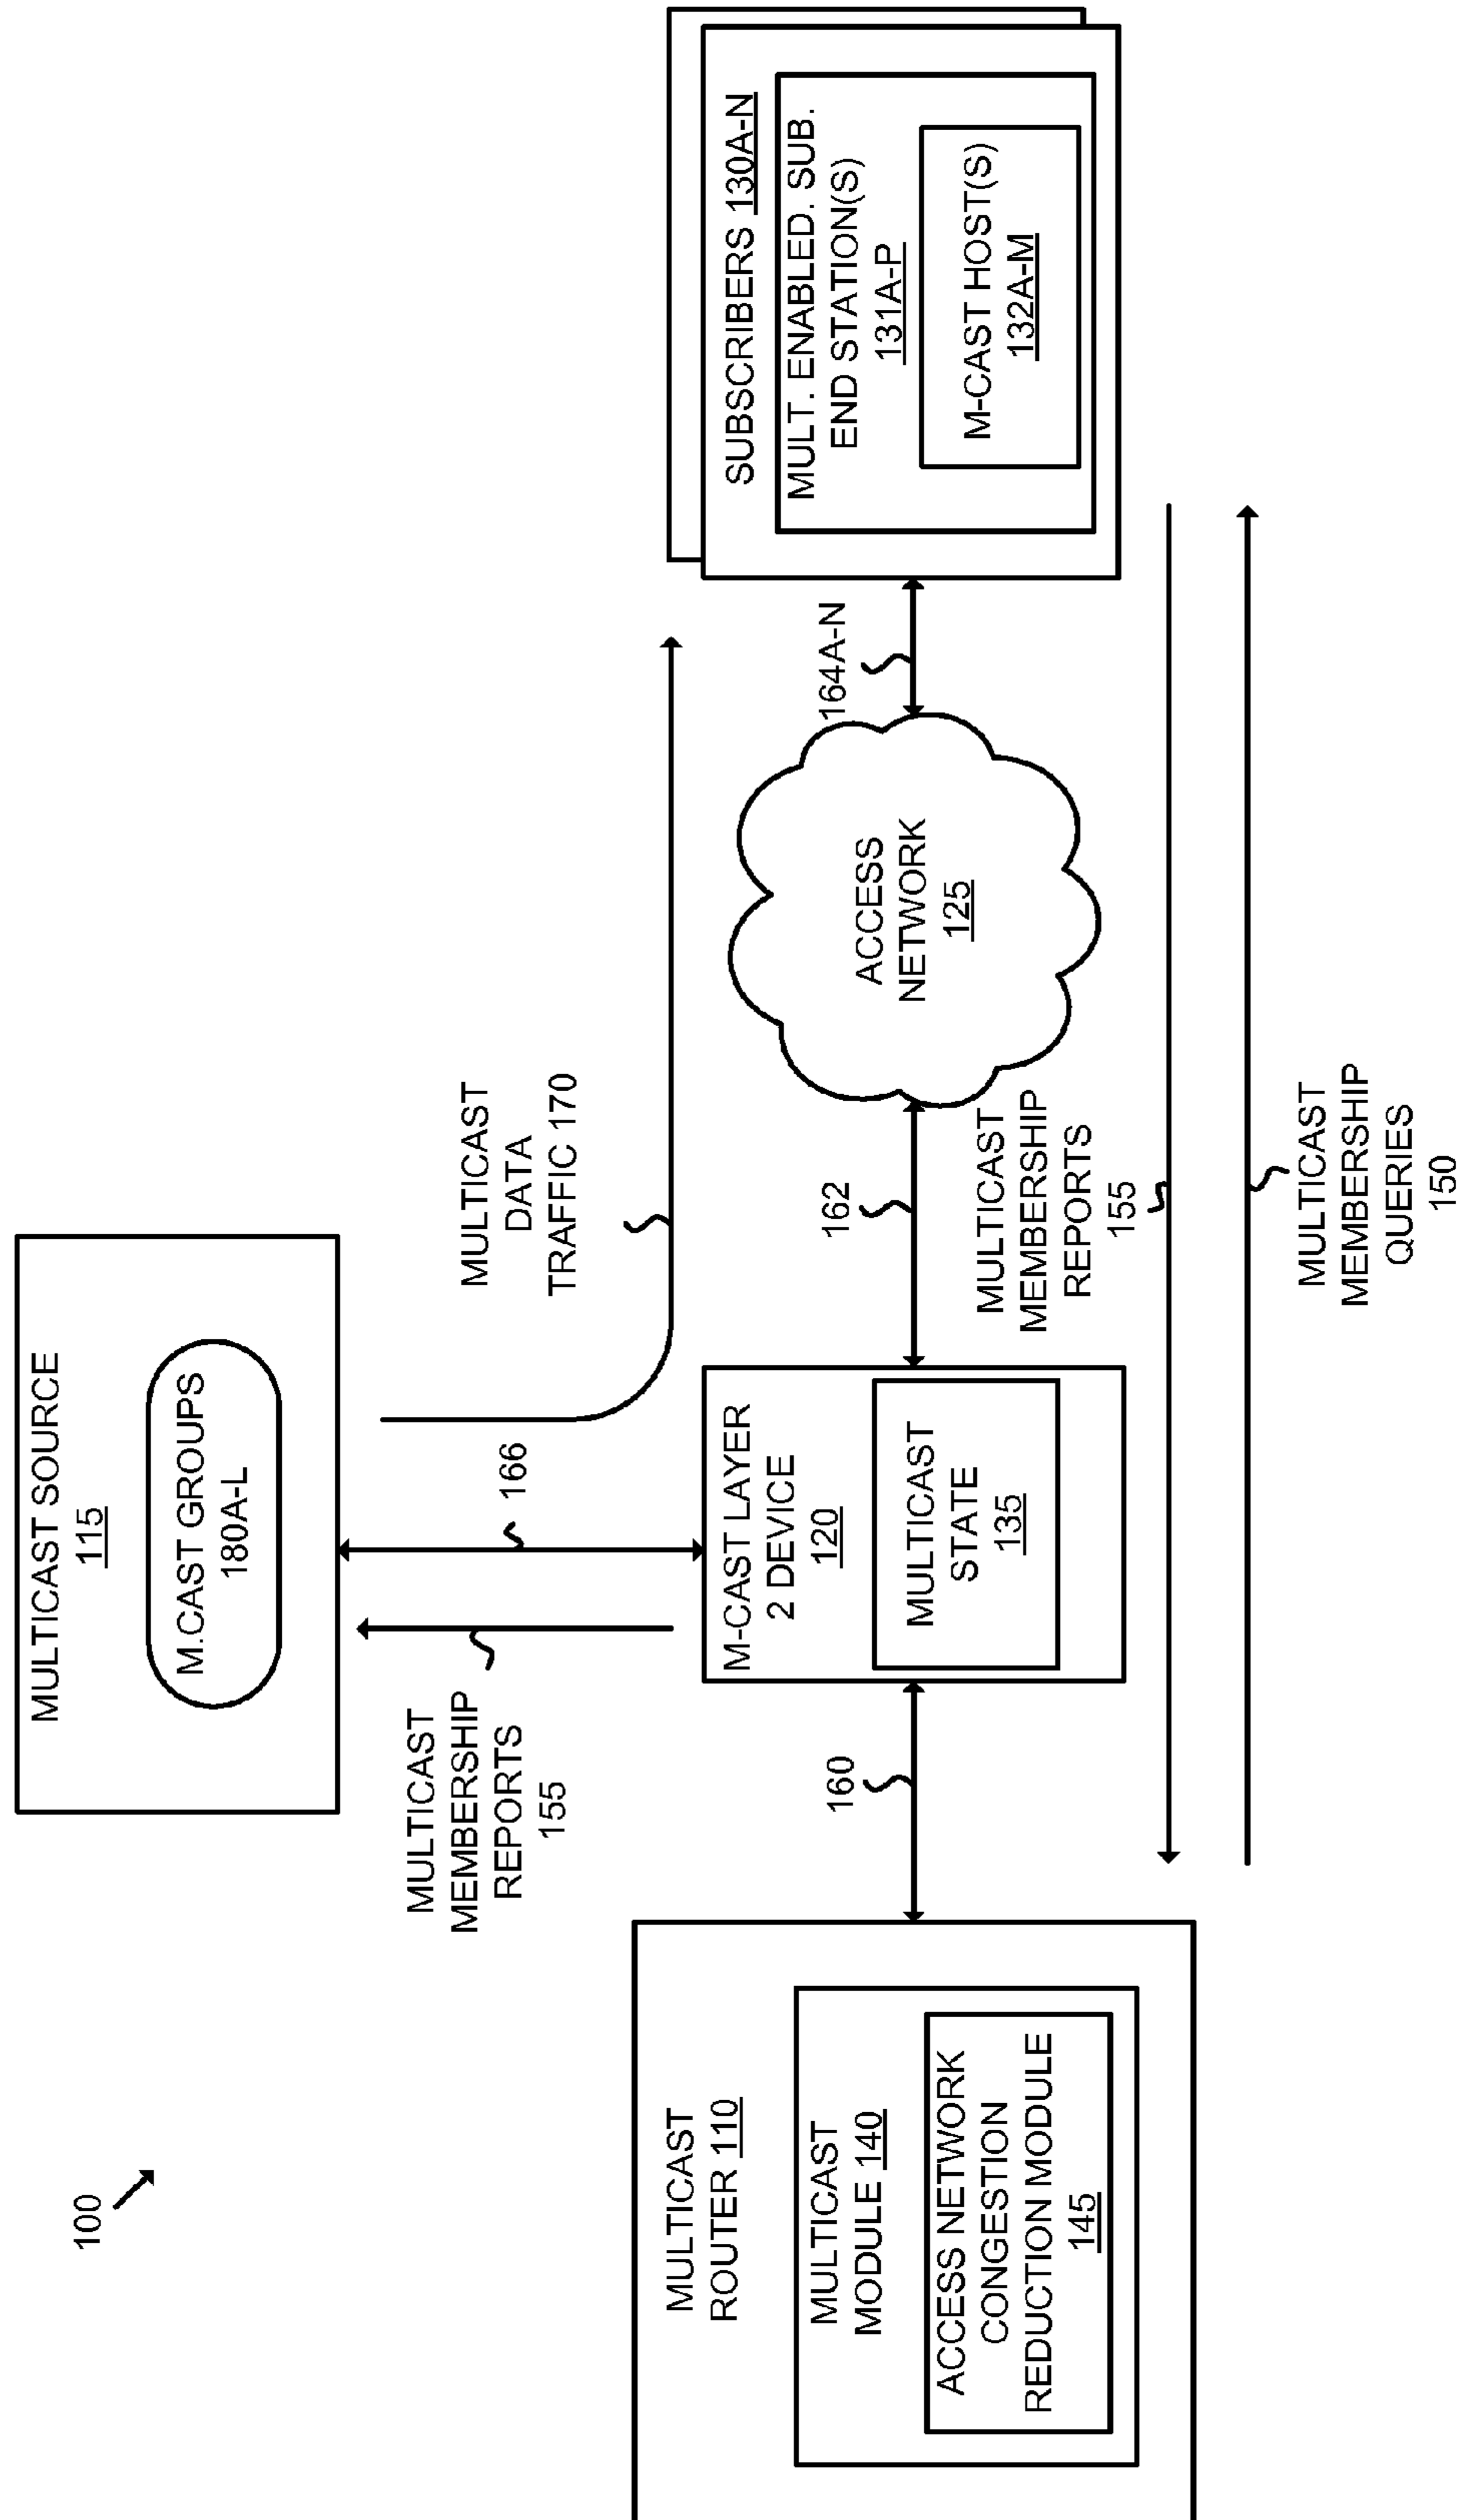 100
MULTICAST SOURCE
115
M.CAST GROUPS
180A-L
MULTICAST
MEMBERSHIP
REPORTS
155
166
MULTICAST
DATA
TRAFFIC 170
MULTICAST
ROUTER 110
MULTICAST
MODULE 140
ACCESS NETWORK
CONGESTION
REDUCTION MODULE
145
160
M-CAST LAYER
2 DEVICE
120
MULTICAST
STATE
135
162
ACCESS
NETWORK
125
164A-N
SUBSCRIBERS 130A-N
MULT. ENABLED. SUB.
END STATION(S)
131A-P
M-CAST HOST(S)
132A-M
MULTICAST
MEMBERSHIP
REPORTS
155
MULTICAST
MEMBERSHIP
QUERIES
150